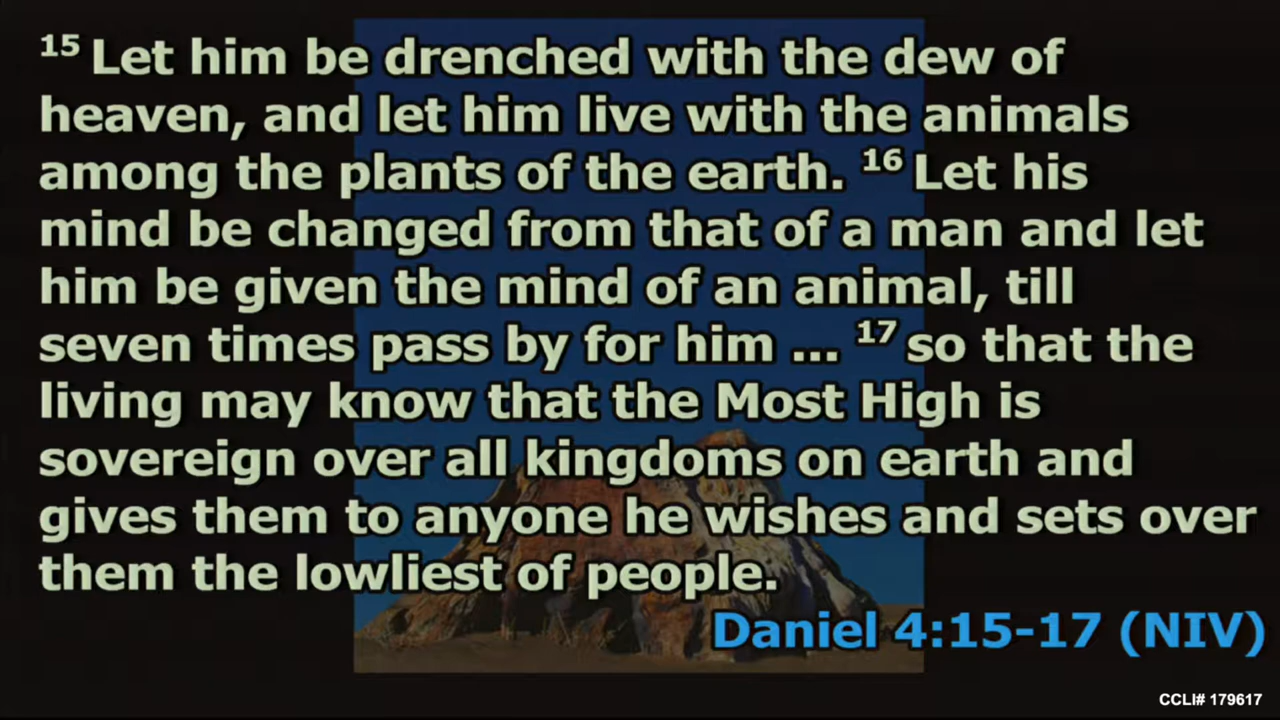 15 Let him be drenched with the dew of
heaven, and let him live with the animals
among the plants of the earth. 16 Let his
mind be changed from that of a man and let
him be given the mind of an animal, till
seven times pass by for him ... 17 so that the
living may know that the Most High is
sovereign over all kingdoms on earth and
gives them to anyone he wishes and sets over
them the lowliest of people.
Daniel 4:15-17 (NIV)
CCLI# 179617